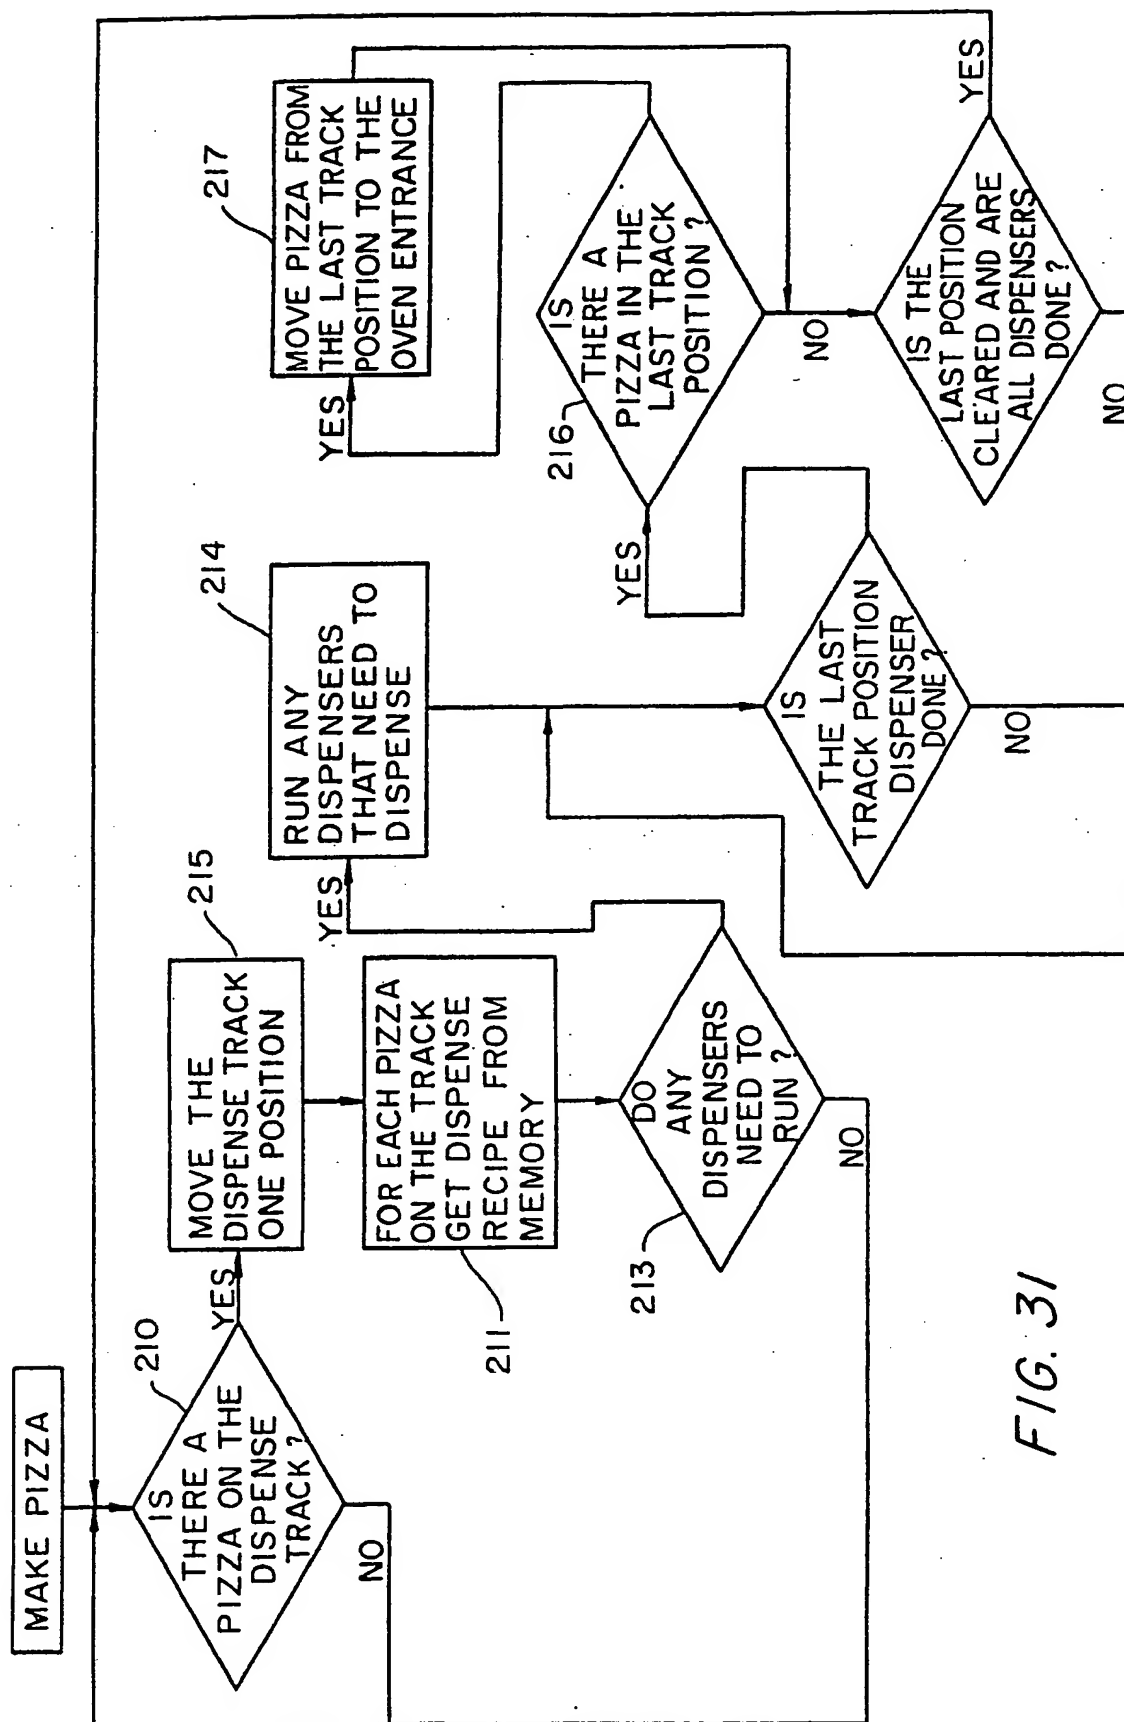 MAKE PIZZA
210
IS
THERE A
PIZZA ON THE
DISPENSE
TRACK ?
YES
NO
215
MOVE THE
DISPENSE TRACK
ONE POSITION
211
FOR EACH PIZZA
ON THE TRACK
GET DISPENSE
RECIPE FROM
MEMORY
213
DO
ANY
DISPENSERS
NEED TO
RUN ?
YES
NO
214
RUN ANY
DISPENSERS
THAT NEED TO
DISPENSE
IS
THE LAST
TRACK POSITION
DISPENSER
DONE ?
YES
NO
216
IS
THERE A
PIZZA IN THE
LAST TRACK
POSITION ?
YES
NO
217
MOVE PIZZA FROM
THE LAST TRACK
POSITION TO THE
OVEN ENTRANCE
IS THE
LAST POSITION
CLEARED AND ARE
ALL DISPENSERS
DONE ?
YES
NO
FIG. 31